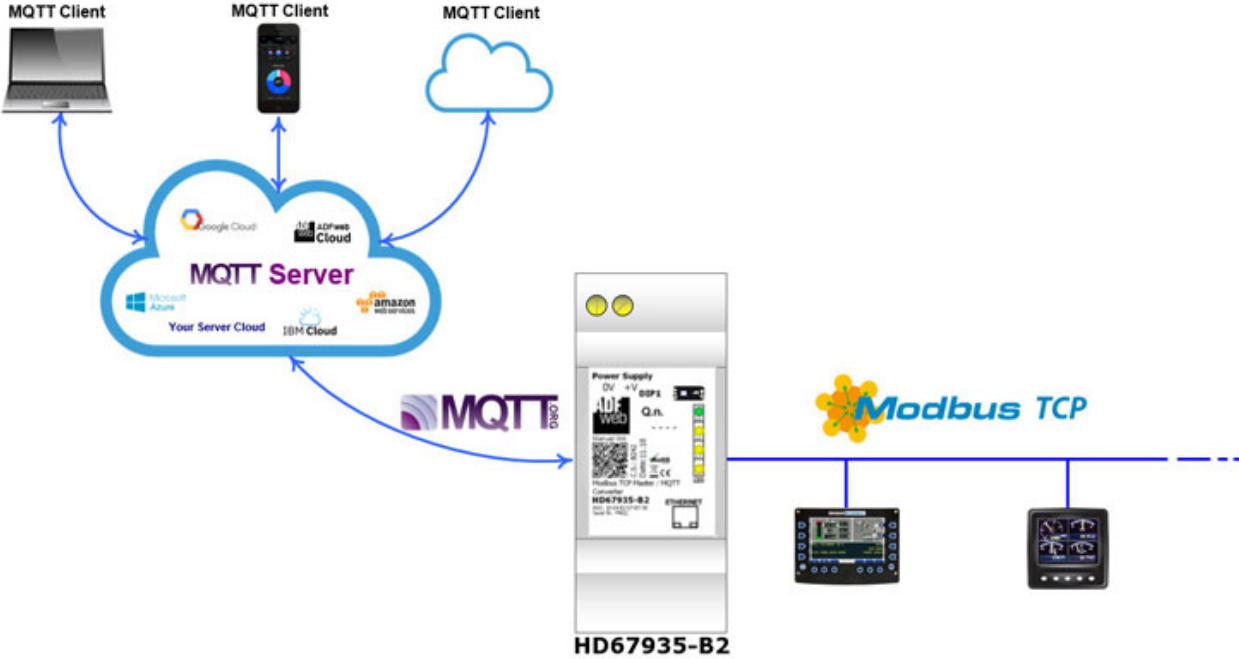 MQTT Client
MQTT Client
MQTT Client
Google Cloud
ADFweb
Cloud
MQTT Server
Microsoft
Azure
amazon
web services
Your Server Cloud
IBM Cloud
MQTT.ORG
Modbus TCP
Power Supply
0V +V
DIP1
ADF
web
Q.n.
- - - -
Modbus TCP Master / MQTT
Converter
HD67935-B2
ETHERNET
HD67935-B2